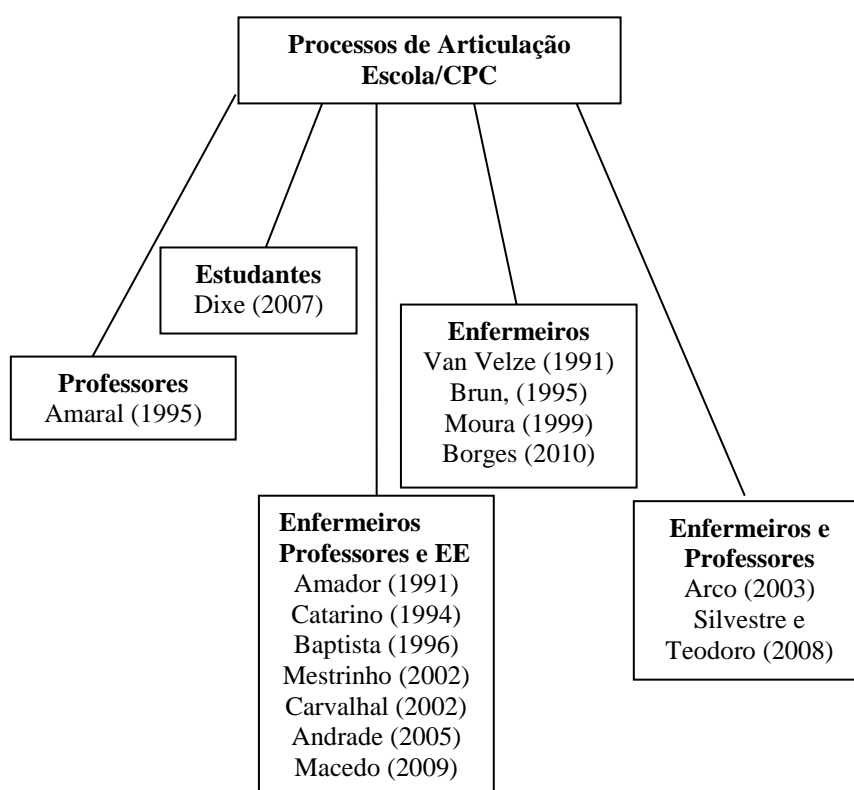 Processos de Articulação
Escola/CPC
Estudantes
Dixe (2007)
Professores
Amaral (1995)
Enfermeiros
Van Velze (1991)
Brun, (1995)
Moura (1999)
Borges (2010)
Enfermeiros
Professores e EE
Amador (1991)
Catarino (1994)
Baptista (1996)
Mestrinho (2002)
Carvalhal (2002)
Andrade (2005)
Macedo (2009)
Enfermeiros e
Professores
Arco (2003)
Silvestre e
Teodoro (2008)